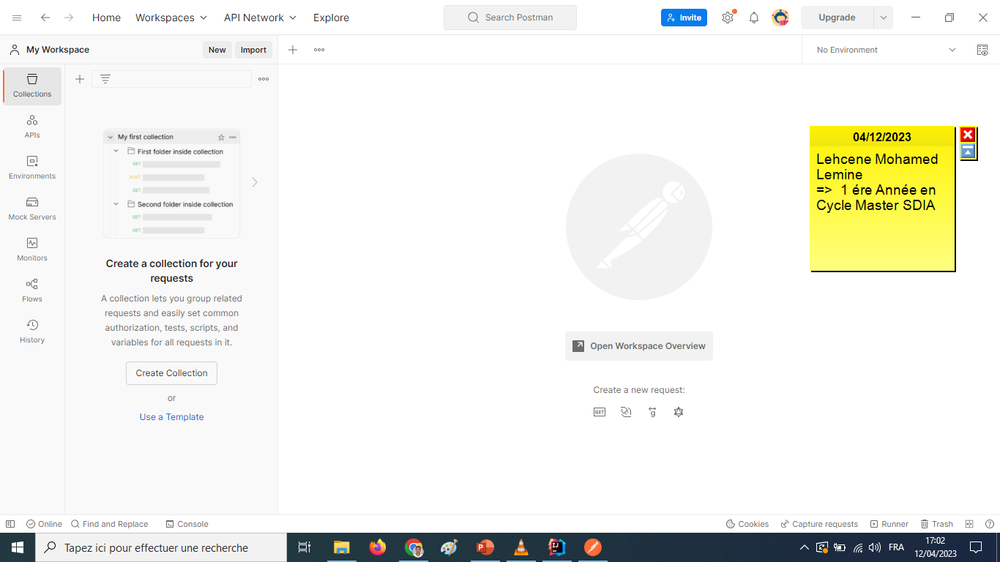 Home
Workspaces
API Network
Explore
Search Postman
Invite
Upgrade
My Workspace
New
Import
No Environment
Collections
APIs
Environments
Mock Servers
Monitors
Flows
History
My first collection
First folder inside collection
GET
POST
GET
Second folder inside collection
GET
GET
Create a collection for your
requests
A collection lets you group related
requests and easily set common
authorization, tests, scripts, and
variables for all requests in it.
Create Collection
or
Use a Template
Open Workspace Overview
Create a new request:
GET
g
04/12/2023
Lehcene Mohamed
Lemine
=> 1 ére Année en
Cycle Master SDIA
Online
Find and Replace
Console
Cookies
Capture requests
Runner
Trash
Tapez ici pour effectuer une recherche
P
IJ
FRA
17:02
12/04/2023